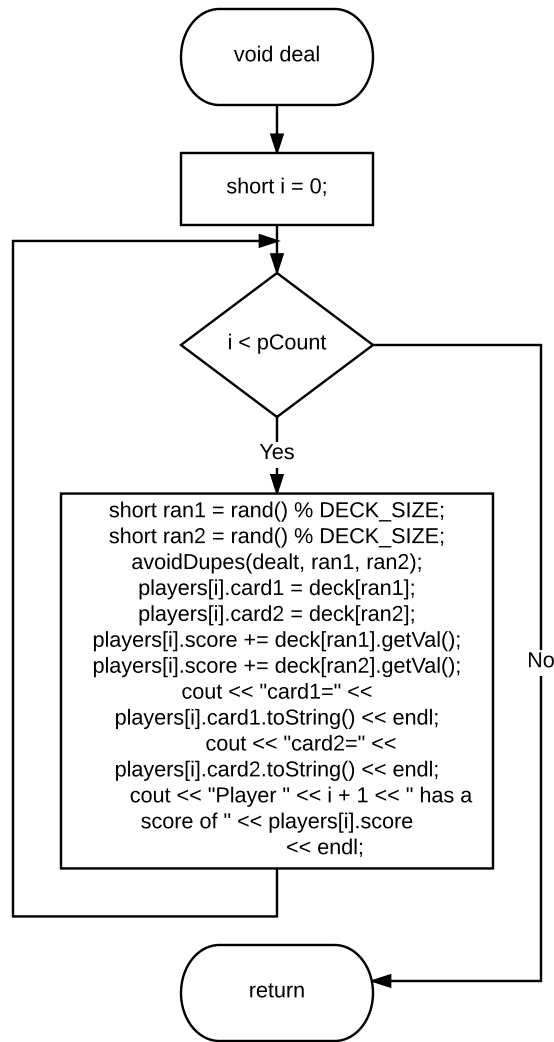 void deal
short i = 0;
i < pCount
Yes
short ran1 = rand() % DECK_SIZE;
short ran2 = rand() % DECK_SIZE;
avoidDupes(dealt, ran1, ran2);
players[i].card1 = deck[ran1];
players[i].card2 = deck[ran2];
players[i].score += deck[ran1].getVal();
players[i].score += deck[ran2].getVal();
cout << "card1=" <<
players[i].card1.toString() << endl;
cout << "card2=" <<
players[i].card2.toString() << endl;
cout << "Player " << i + 1 << " has a
score of " << players[i].score
<< endl;
No
return